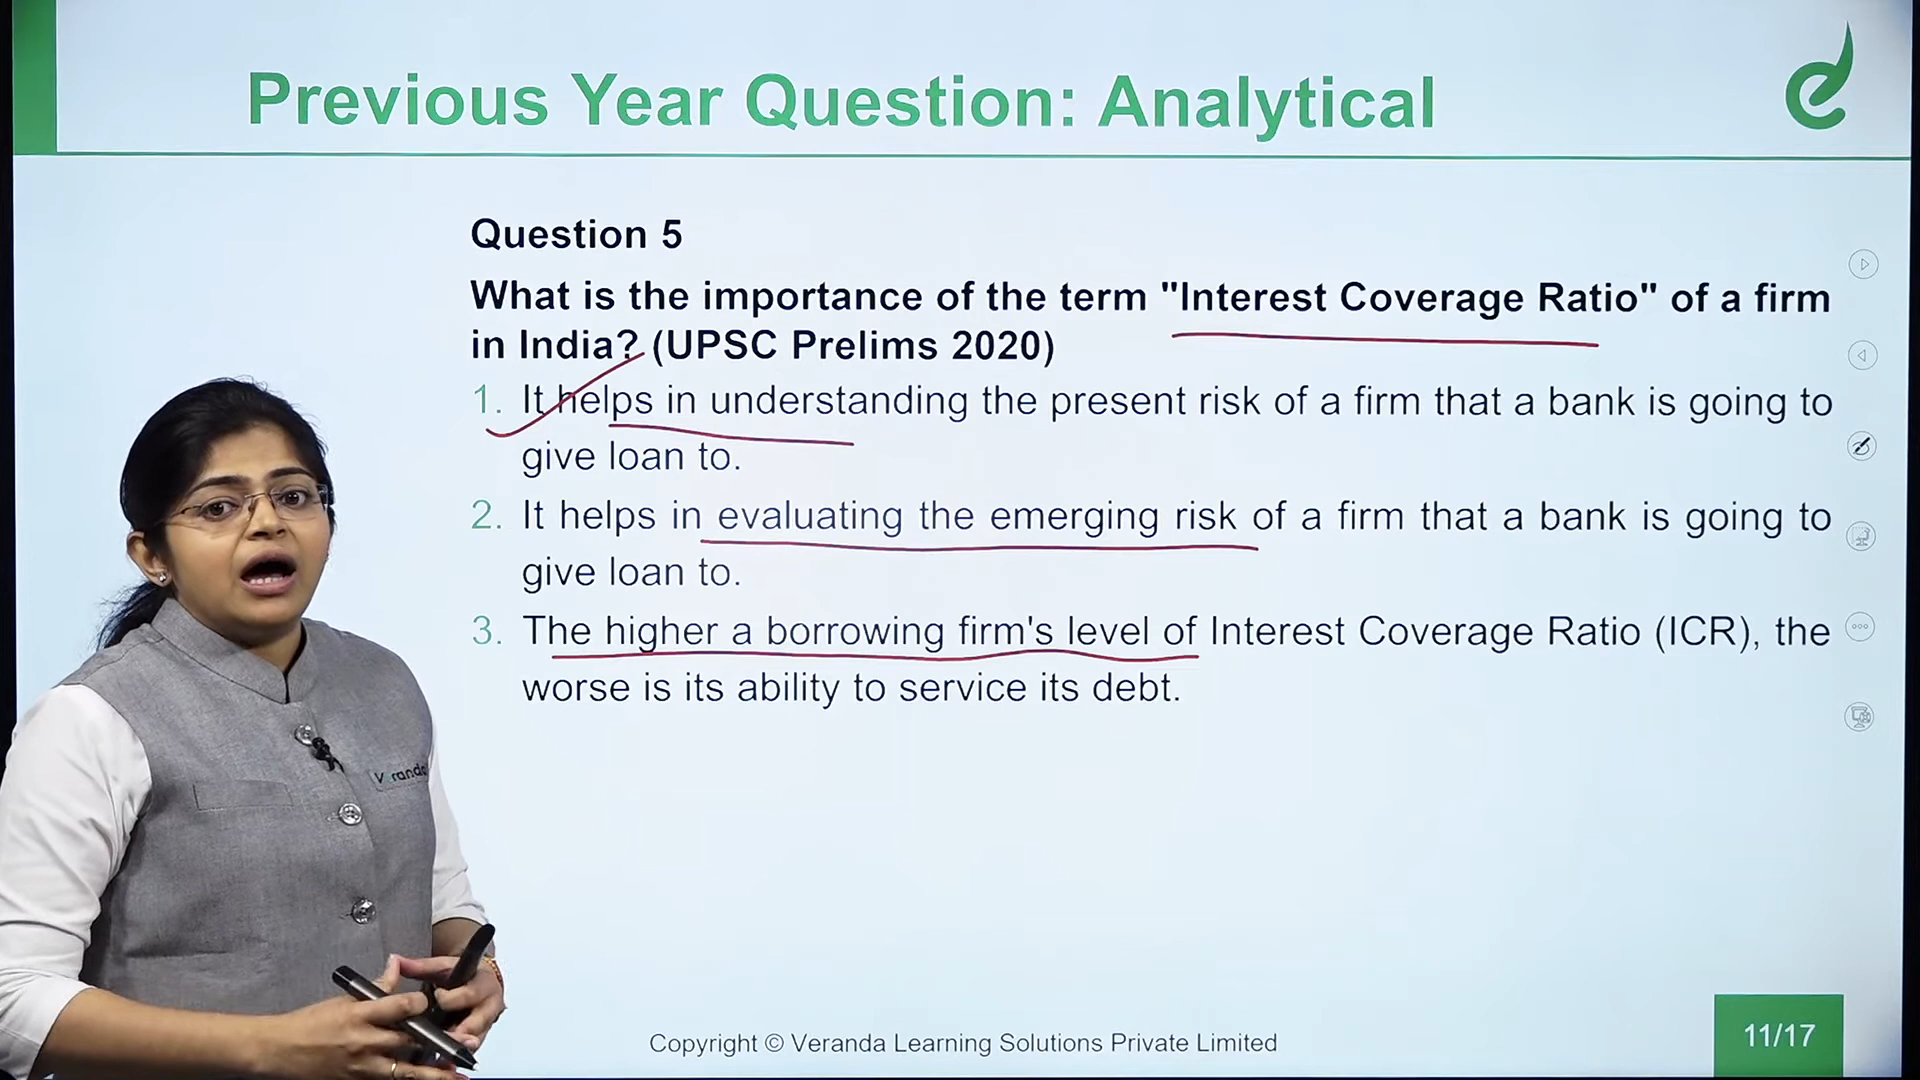 Previous Year Question: Analytical
Question 5
What is the importance of the term "Interest Coverage Ratio" of a firm
in India? (UPSC Prelims 2020)
1. It helps in understanding the present risk of a firm that a bank is going to
give loan to.
2. It helps in evaluating the emerging risk of a firm that a bank is going to
give loan to.
3. The higher a borrowing firm's level of Interest Coverage Ratio (ICR), the
worse is its ability to service its debt.
Veranda
Copyright © Veranda Learning Solutions Private Limited
11/17